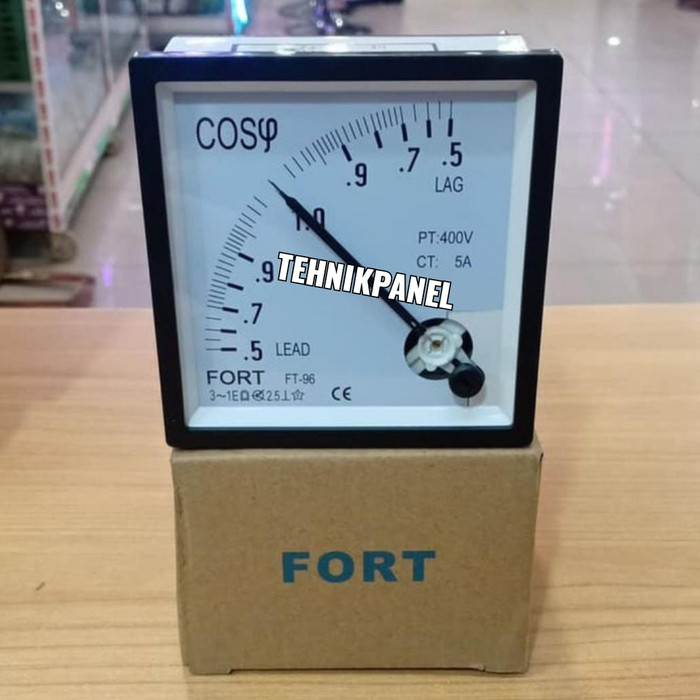 COSφ
.5
.7
.9
LAG
1.0
PT:400V
CT: 5A
.9
TEHNIKPANEL
.7
.5 LEAD
FORT FT-96
3~1E 2.5 CE
FORT